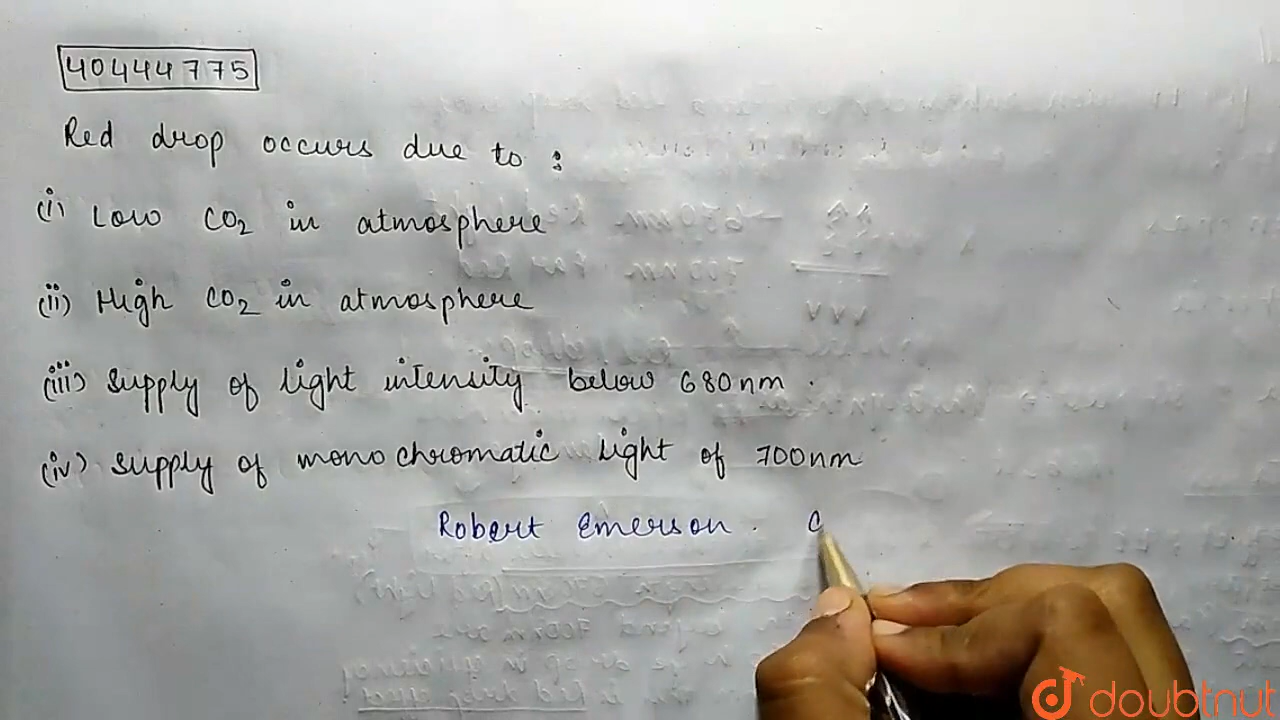 40444775
Red drop occurs due to :
(i) Low CO2 in atmosphere
(ii) High CO2 in atmosphere
(iii) Supply of light intensity below 680nm.
(iv) Supply of monochromatic light of 700nm
Robert Emerson. C
doubtnut